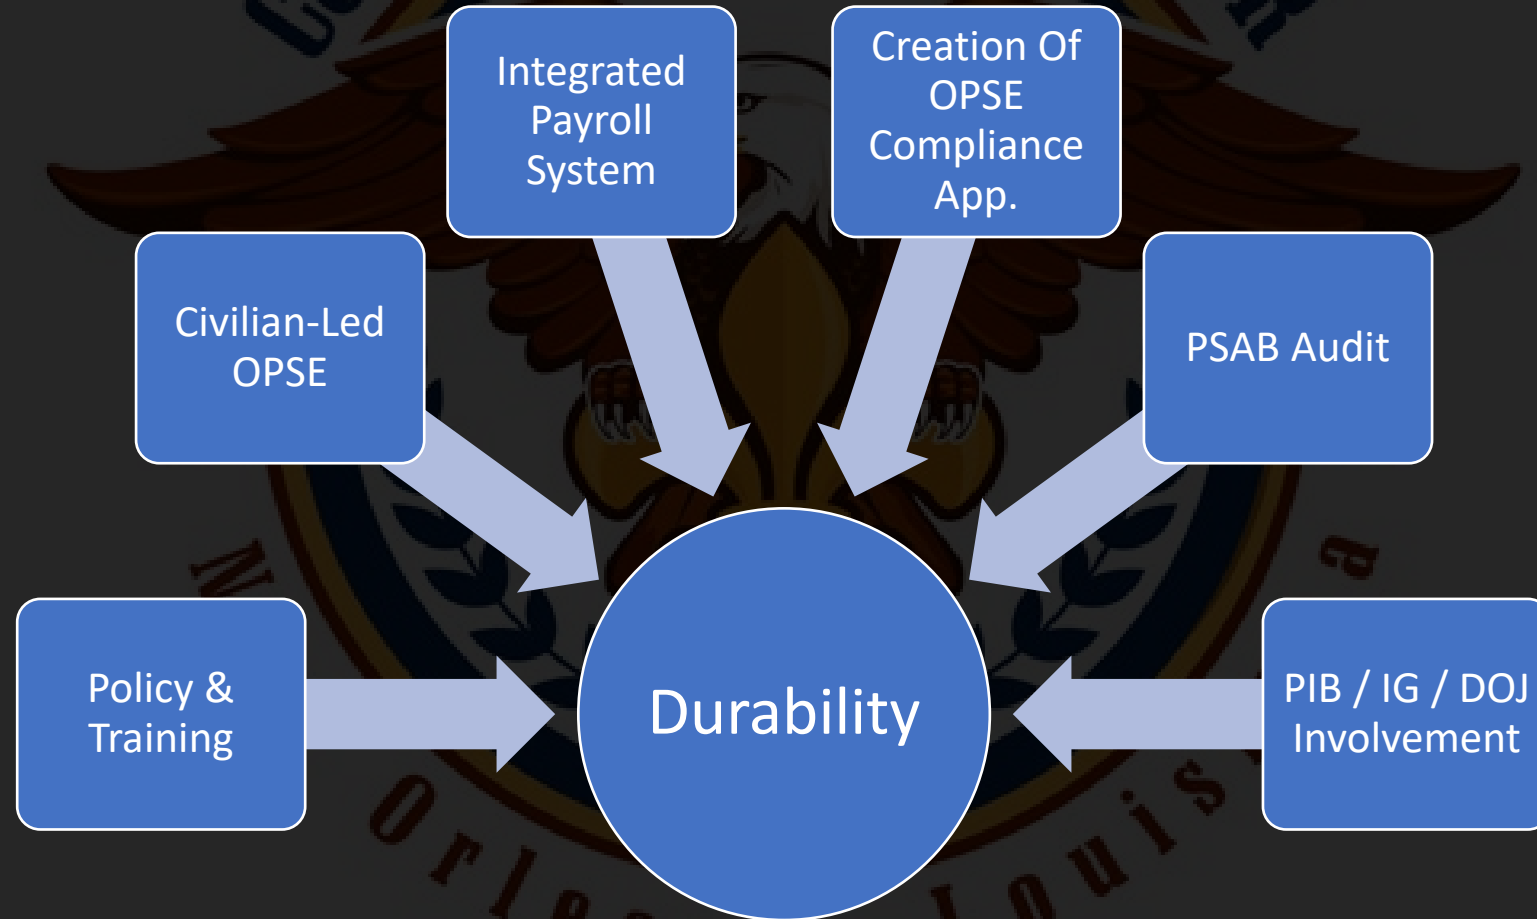 Integrated
Payroll
System
Creation Of
OPSE
Compliance
App.
Civilian-Led
OPSE
PSAB Audit
Policy &
Training
Durability
PIB / IG / DOJ
Involvement